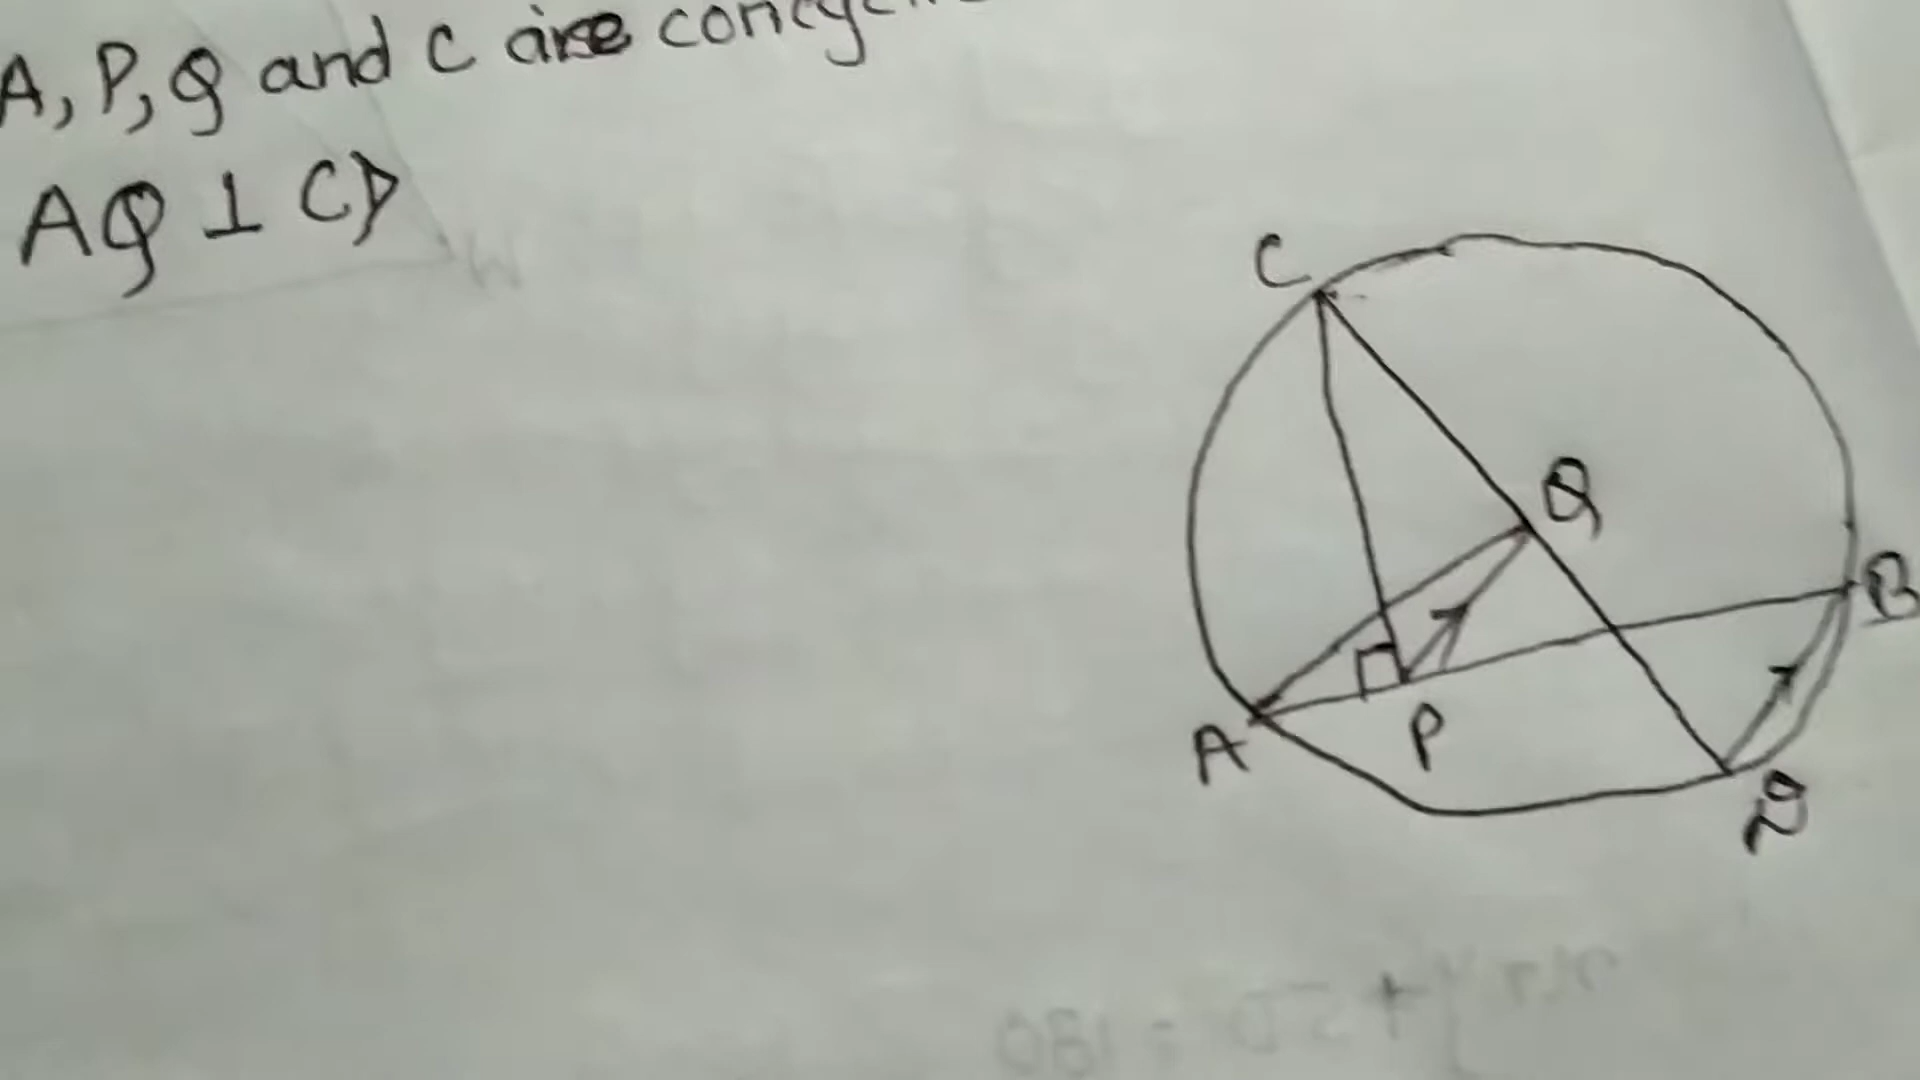 A, P, Q and C are
AQ ⊥ CD
C
Q
B
A
P
D